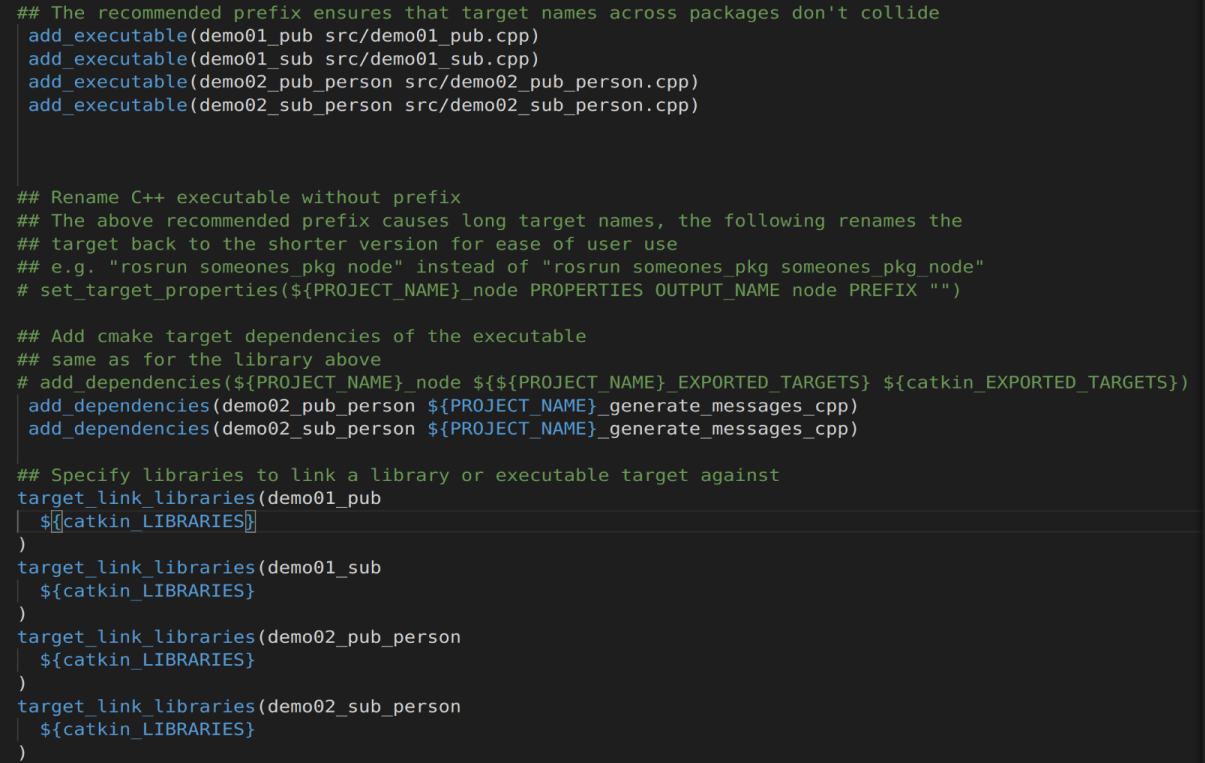 ## The recommended prefix ensures that target names across packages don't collide
add_executable(demo01_pub src/demo01_pub.cpp)
add_executable(demo01_sub src/demo01_sub.cpp)
add_executable(demo02_pub_person src/demo02_pub_person.cpp)
add_executable(demo02_sub_person src/demo02_sub_person.cpp)
## Rename C++ executable without prefix
## The above recommended prefix causes long target names, the following renames the
## target back to the shorter version for ease of user use
## e.g. "rosrun someones_pkg node" instead of "rosrun someones_pkg someones_pkg_node"
# set_target_properties(${PROJECT_NAME}_node PROPERTIES OUTPUT_NAME node PREFIX "")
## Add cmake target dependencies of the executable
## same as for the library above
# add_dependencies(${PROJECT_NAME}_node ${${PROJECT_NAME}_EXPORTED_TARGETS} ${catkin_EXPORTED_TARGETS})
add_dependencies(demo02_pub_person ${PROJECT_NAME}_generate_messages_cpp)
add_dependencies(demo02_sub_person ${PROJECT_NAME}_generate_messages_cpp)
## Specify libraries to link a library or executable target against
target_link_libraries(demo01_pub
${catkin_LIBRARIES}
)
target_link_libraries(demo01_sub
${catkin_LIBRARIES}
)
target_link_libraries(demo02_pub_person
${catkin_LIBRARIES}
)
target_link_libraries(demo02_sub_person
${catkin_LIBRARIES}
)